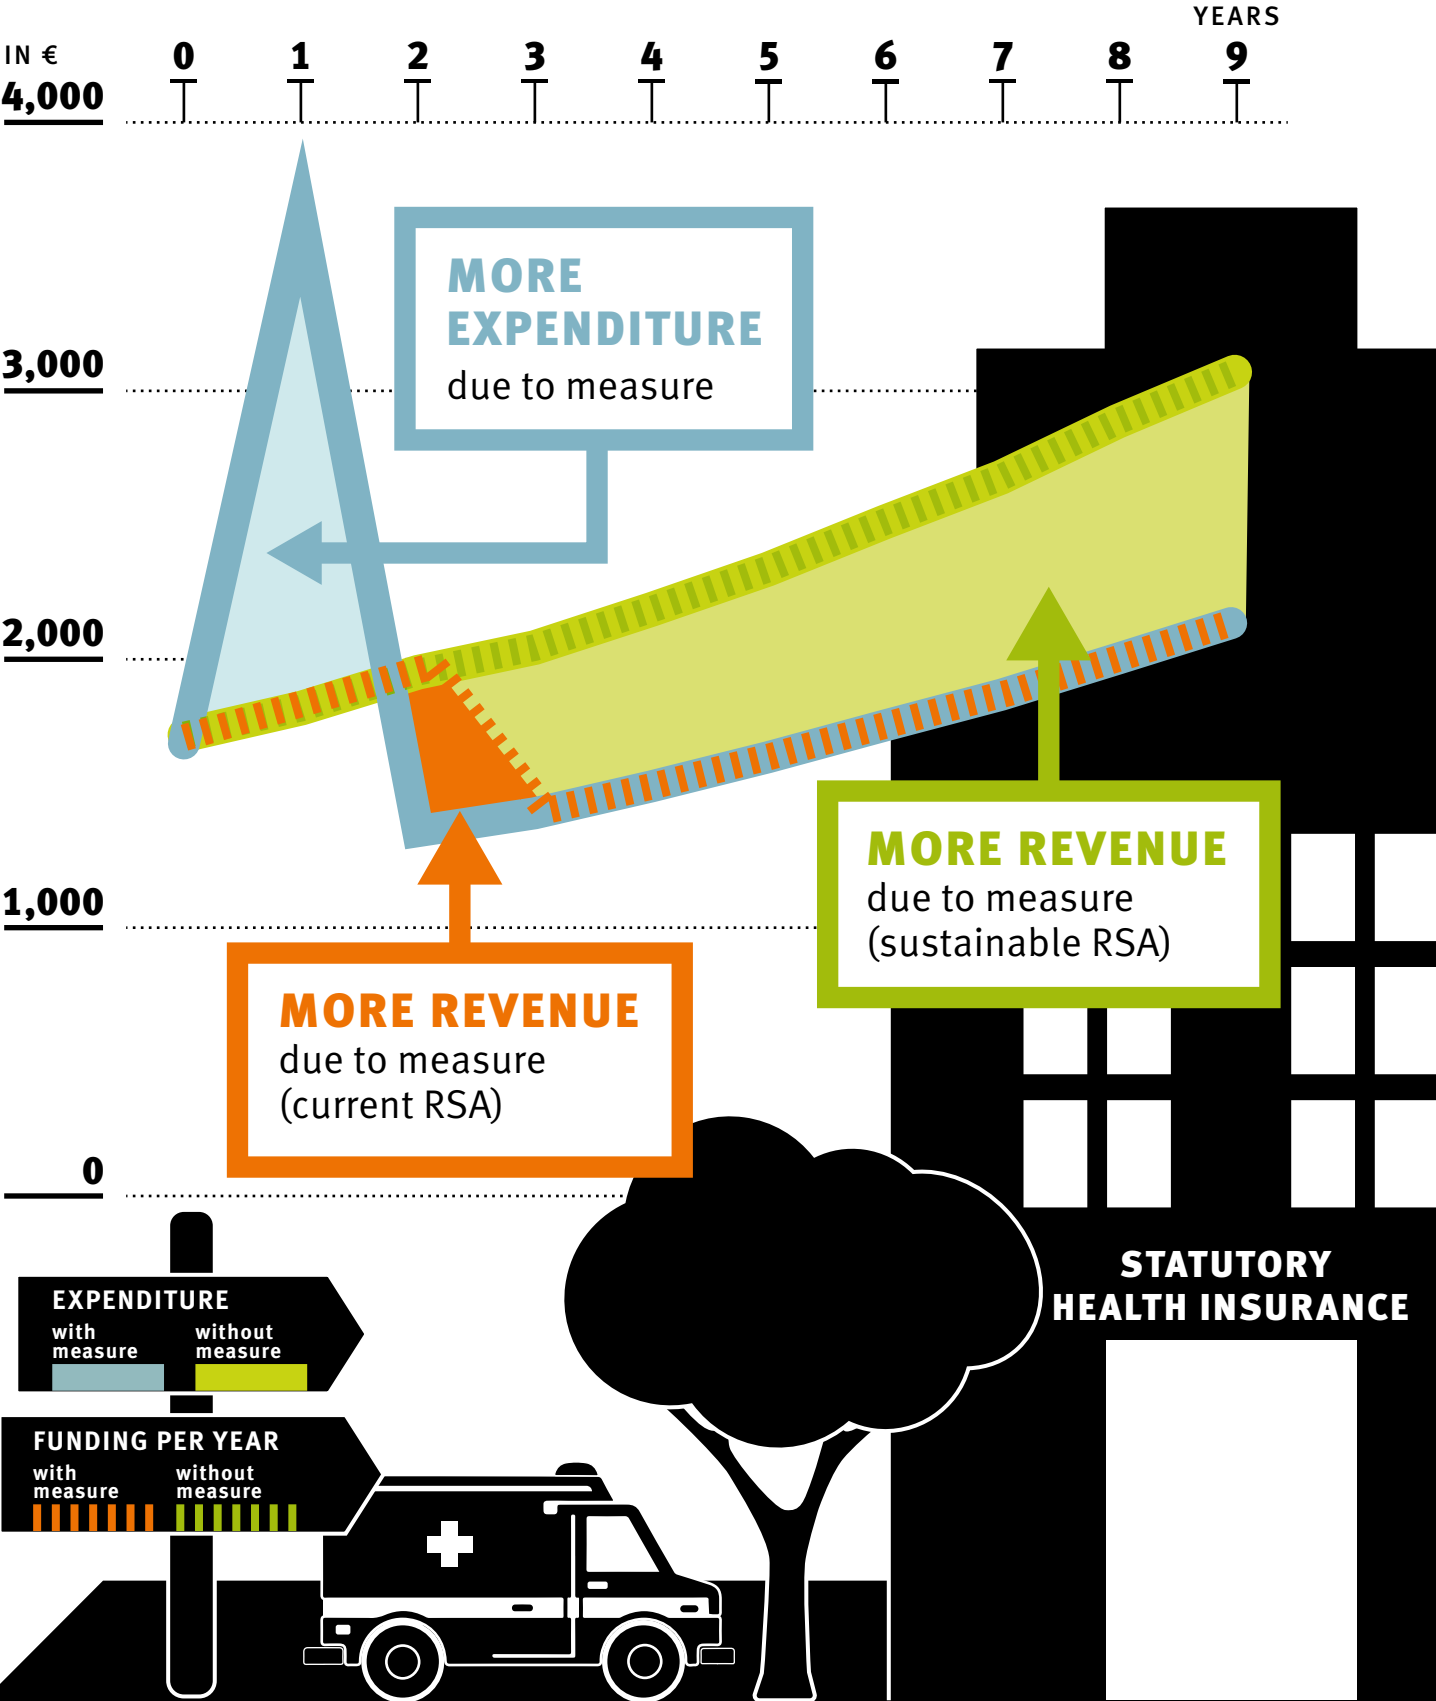 YEARS
IN €
0 1 2 3 4 5 6 7 8 9
4,000
MORE
EXPENDITURE
due to measure
3,000
2,000
MORE REVENUE
due to measure
(sustainable RSA)
1,000
MORE REVENUE
due to measure
(current RSA)
0
STATUTORY
HEALTH INSURANCE
EXPENDITURE
with without
measure measure
FUNDING PER YEAR
with without
measure measure